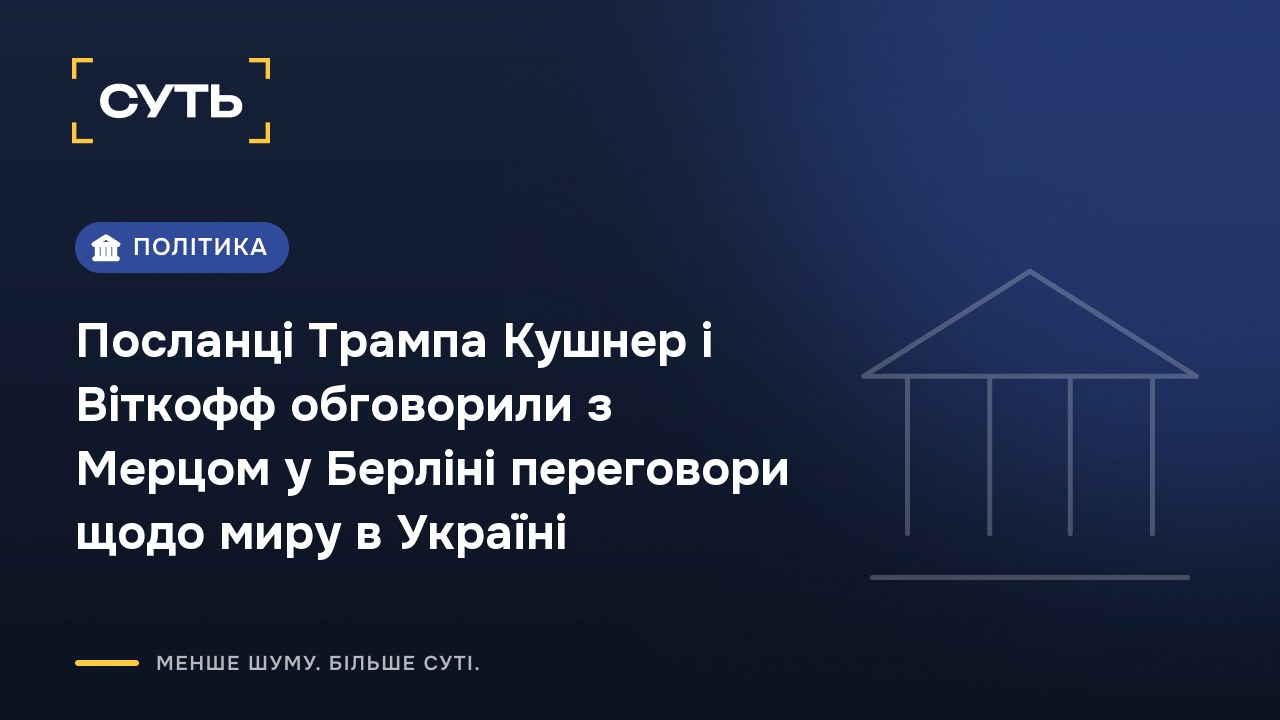 СУТЬ
ПОЛІТИКА
Посланці Трампа Кушнер і
Віткофф обговорили з
Мерцом у Берліні переговори
щодо миру в Україні
МЕНШЕ ШУМУ. БІЛЬШЕ СУТІ.